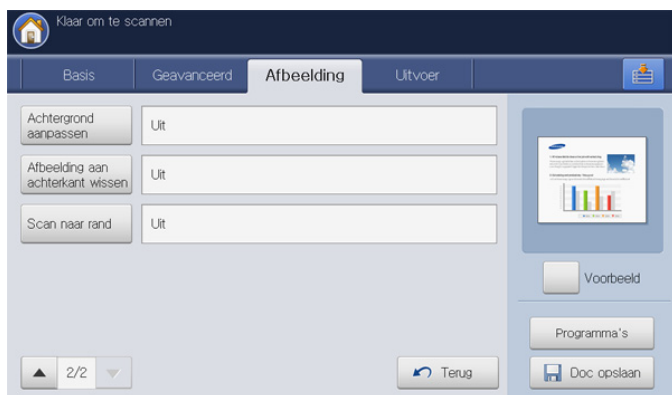 Klaar om te scannen
Basis
Geavanceerd
Afbeelding
Uitvoer
Achtergrond
aanpassen
Uit
Afbeelding aan
achterkant wissen
Uit
Scan naar rand
Uit
Voorbeeld
Programma's
2/2
Terug
Doc opslaan